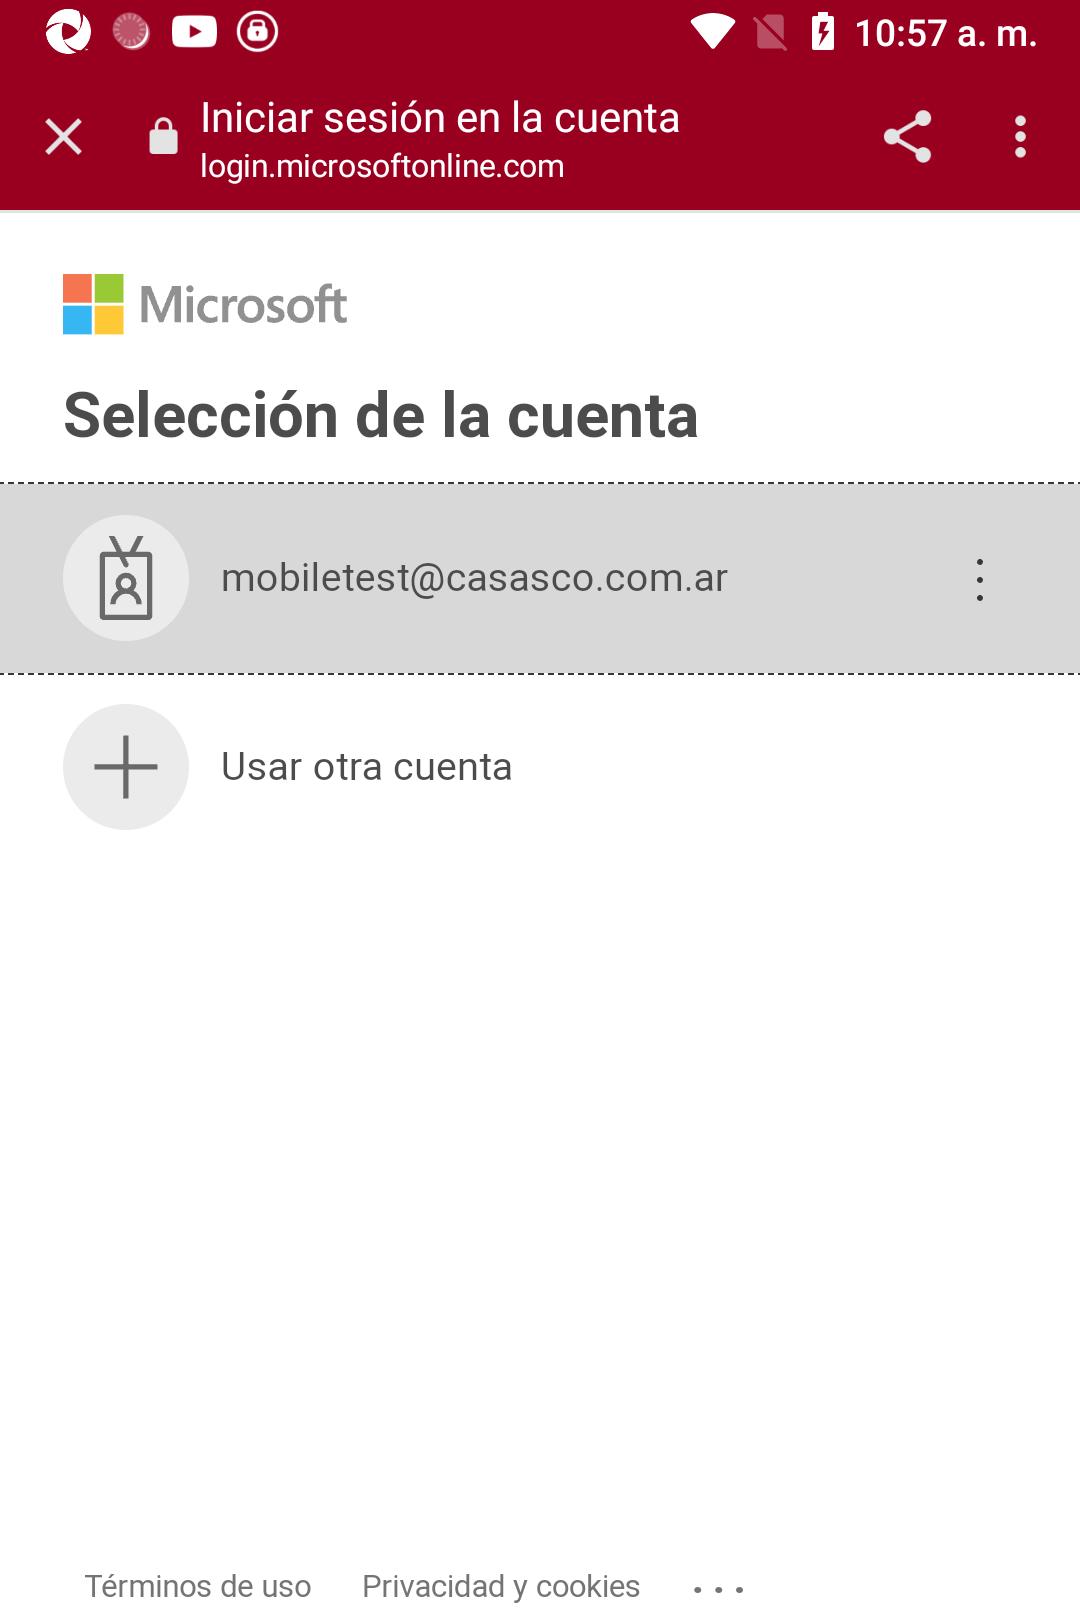 10:57 a. m.
Iniciar sesión en la cuenta
login.microsoftonline.com
Microsoft
Selección de la cuenta
mobiletest@casasco.com.ar
Usar otra cuenta
Términos de uso Privacidad y cookies ...